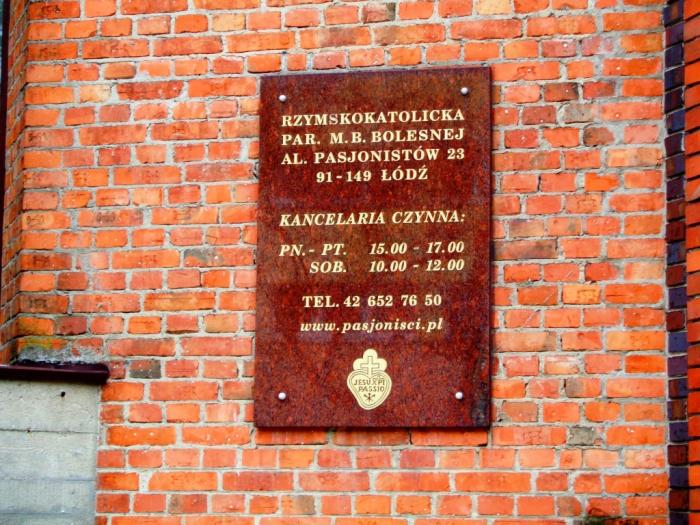 RZYMSKOKATOLICKA
PAR. M.B. BOLESNEJ
AL. PASJONISTÓW 23
91-149 ŁÓDŹ
KANCELARIA CZYNNA:
PN. - PT. 15.00 - 17.00
SOB. 10.00 - 12.00
TEL. 42 652 76 50
www.pasjonisci.pl
JESU XPI
PASSIO